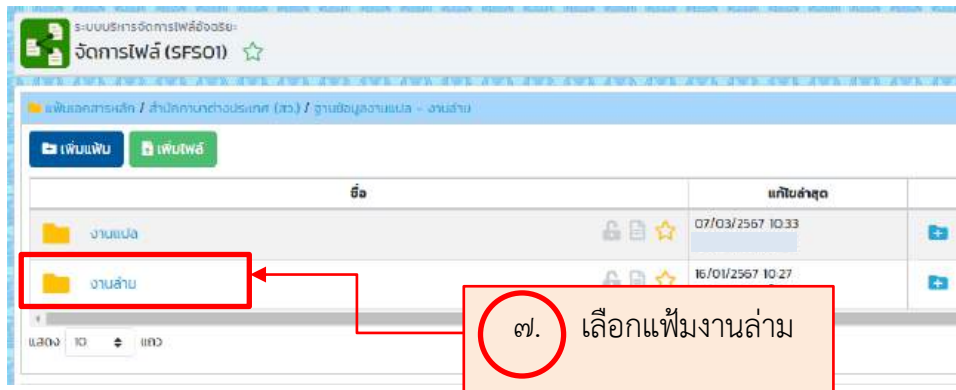 ระบบบริหารจัดการไฟล์อัจฉริยะ
จัดการไฟล์ (SFS01)
แฟ้มเอกสารหลัก / สำนักภาษาต่างประเทศ (สว.) / ฐานข้อมูลงานแปล - งานล่าม
เพิ่มแฟ้ม เพิ่มไฟล์
ชื่อ แก้ไขล่าสุด
งานแปล 07/03/2567 10:33
งานล่าม 16/01/2567 10:27
๗. เลือกแฟ้มงานล่าม
แสดง 10 แถว